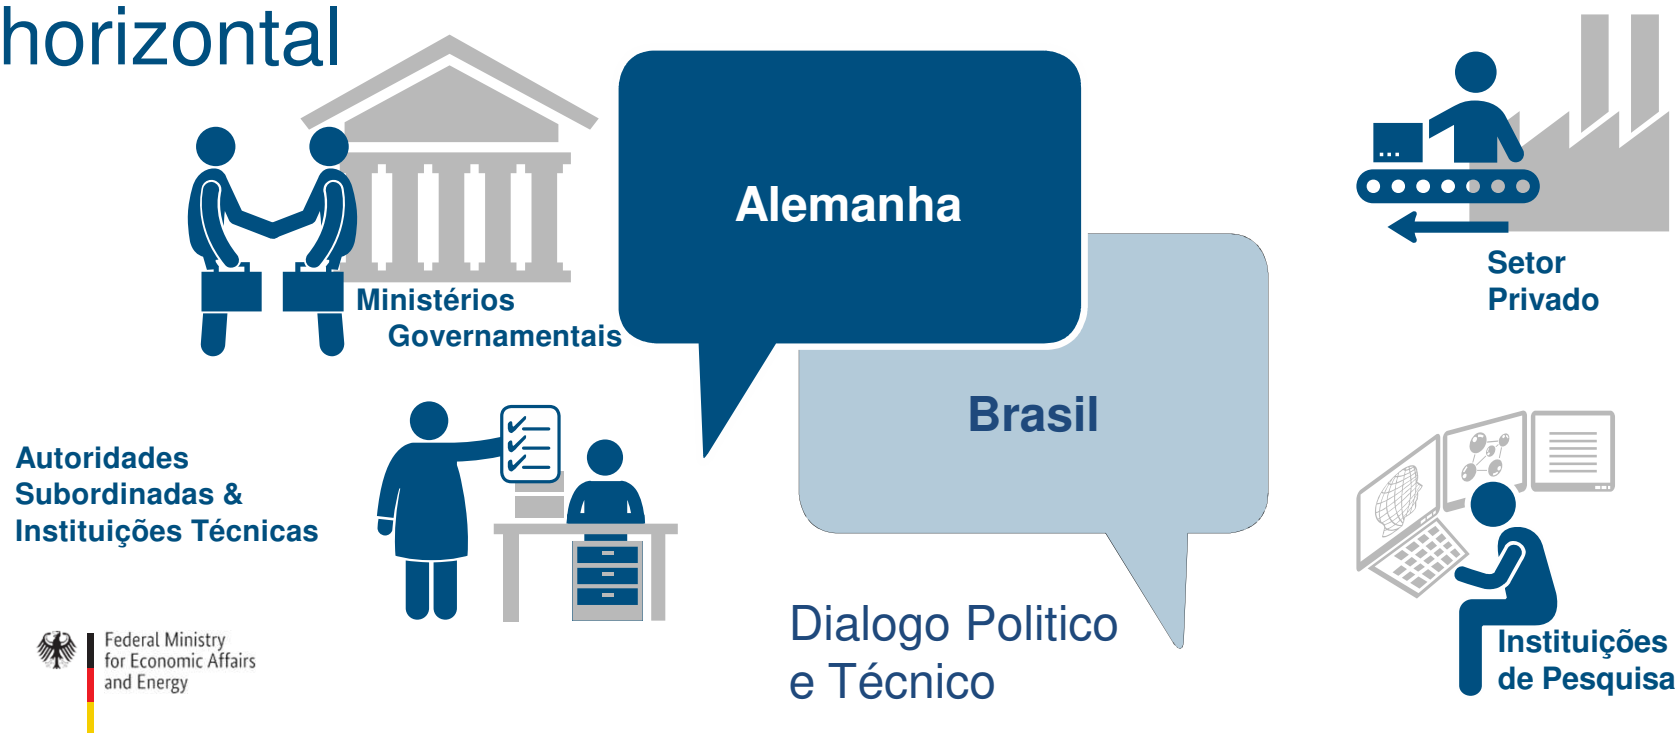 horizontal
Alemanha
Ministérios
Governamentais
Setor
Privado
Brasil
Autoridades
Subordinadas &
Instituições Técnicas
Dialogo Politico
e Técnico
Instituições
de Pesquisa
Federal Ministry
for Economic Affairs
and Energy